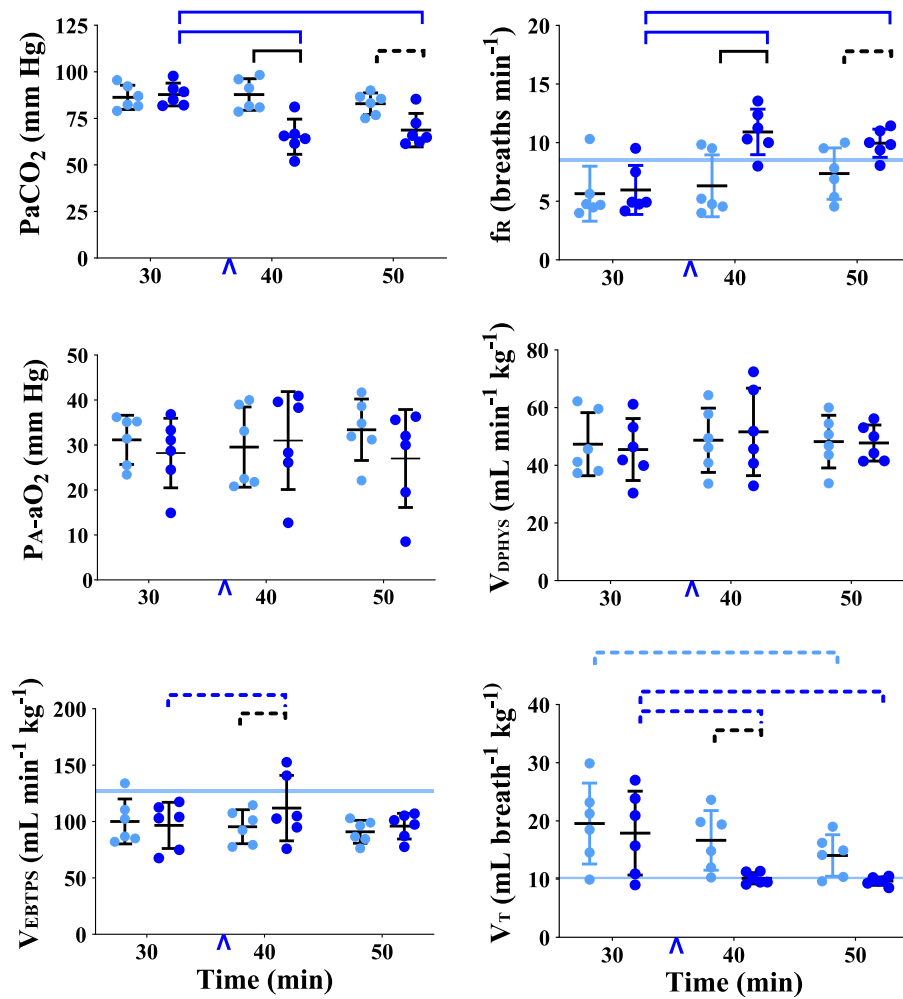 PaCO2 (mm Hg)
125
100
75
50
25
0
30 40 50
^
fR (breaths min-1)
20
15
10
5
0
30 40 50
^
PA-aO2 (mm Hg)
50
40
30
20
10
0
30 40 50
^
VDPHYS (mL min-1 kg-1)
80
60
40
20
0
30 40 50
^
VEBTPS (mL min-1 kg-1)
200
150
100
50
0
30 40 50
^
Time (min)
VT (mL breath-1 kg-1)
40
30
20
10
0
30 40 50
^
Time (min)